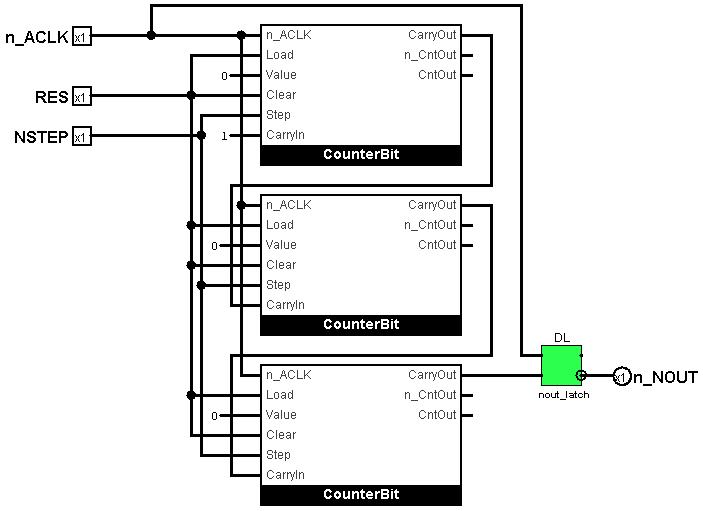 n_ACLK x1
RES x1
NSTEP x1
n_ACLK CarryOut
Load n_CntOut
0 Value CntOut
Clear
Step
1 CarryIn
CounterBit
n_ACLK CarryOut
Load n_CntOut
0 Value CntOut
Clear
Step
CarryIn
CounterBit
DL
nout_latch
x1 n_NOUT
n_ACLK CarryOut
Load n_CntOut
0 Value CntOut
Clear
Step
CarryIn
CounterBit